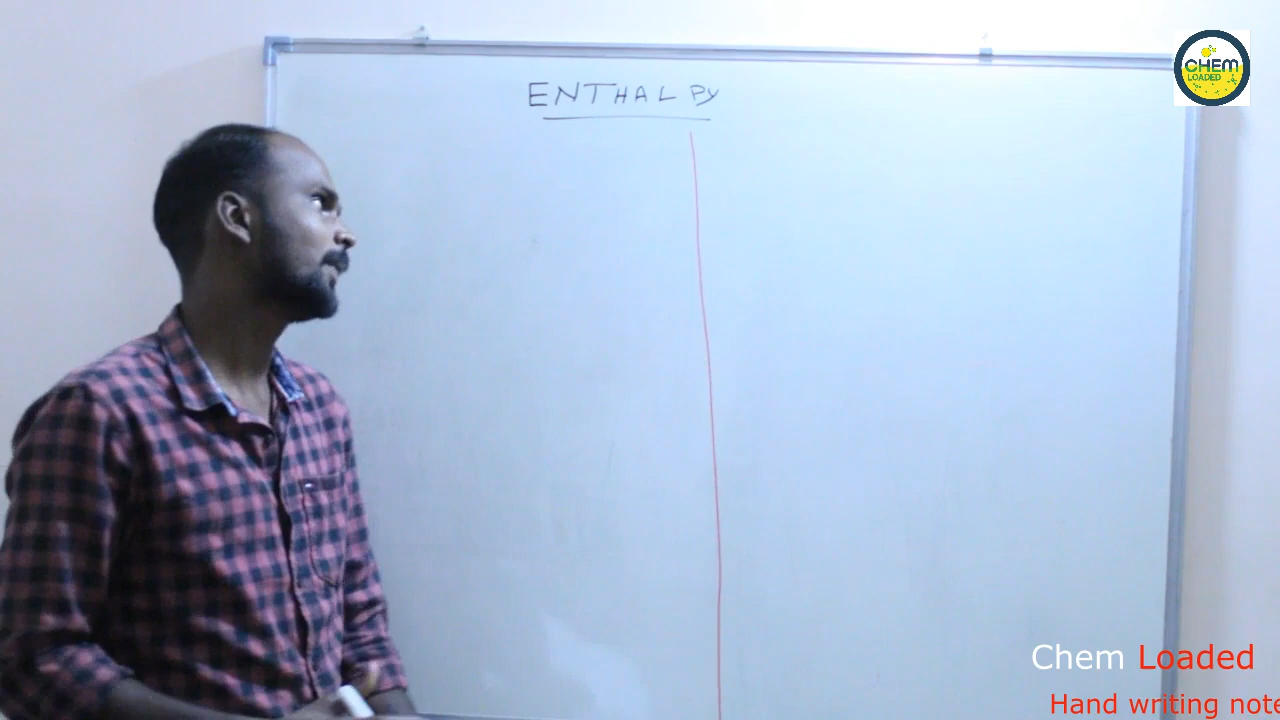 ENTHALPY
CHEM
LOADED
Chem Loaded
Hand writing note